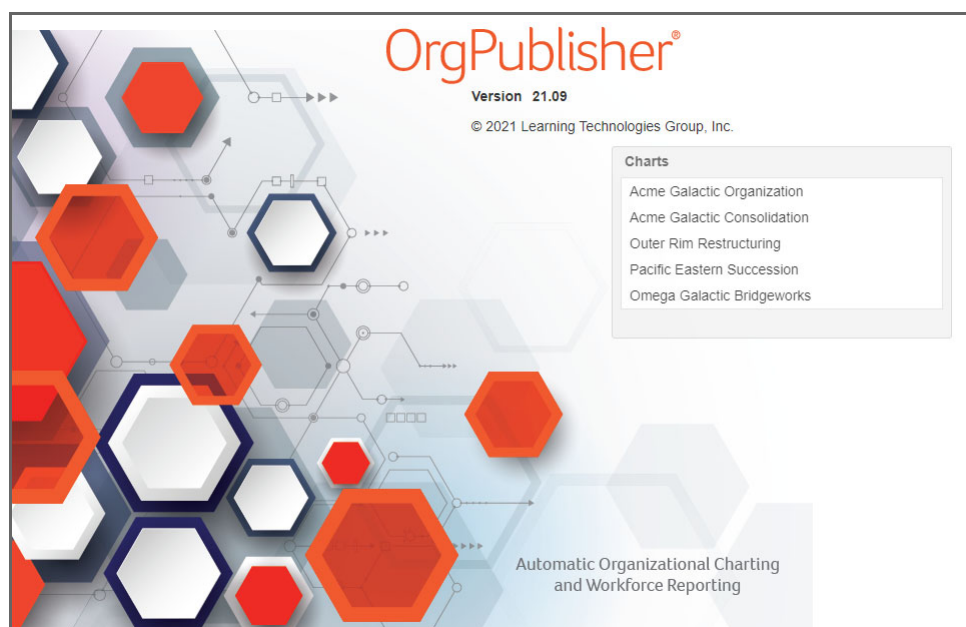 OrgPublisher®
Version 21.09
© 2021 Learning Technologies Group, Inc.
Charts
Acme Galactic Organization
Acme Galactic Consolidation
Outer Rim Restructuring
Pacific Eastern Succession
Omega Galactic Bridgeworks
Automatic Organizational Charting
and Workforce Reporting